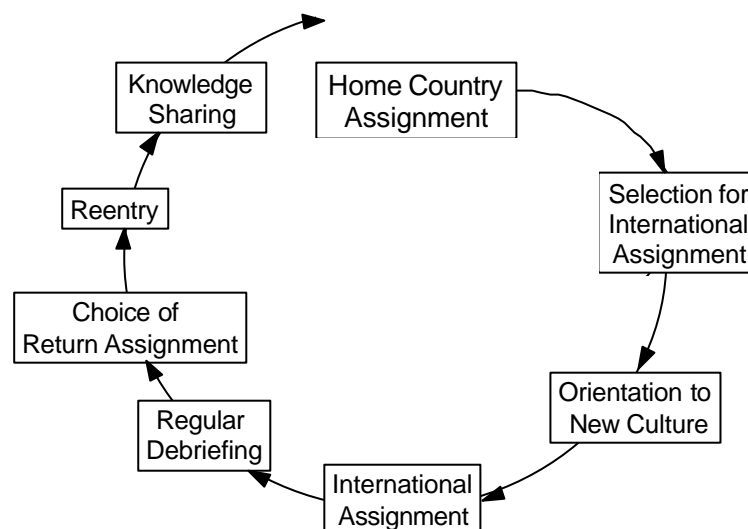 Home Country
Assignment
Selection for
International
Assignment
Orientation to
New Culture
International
Assignment
Regular
Debriefing
Choice of
Return Assignment
Reentry
Knowledge
Sharing